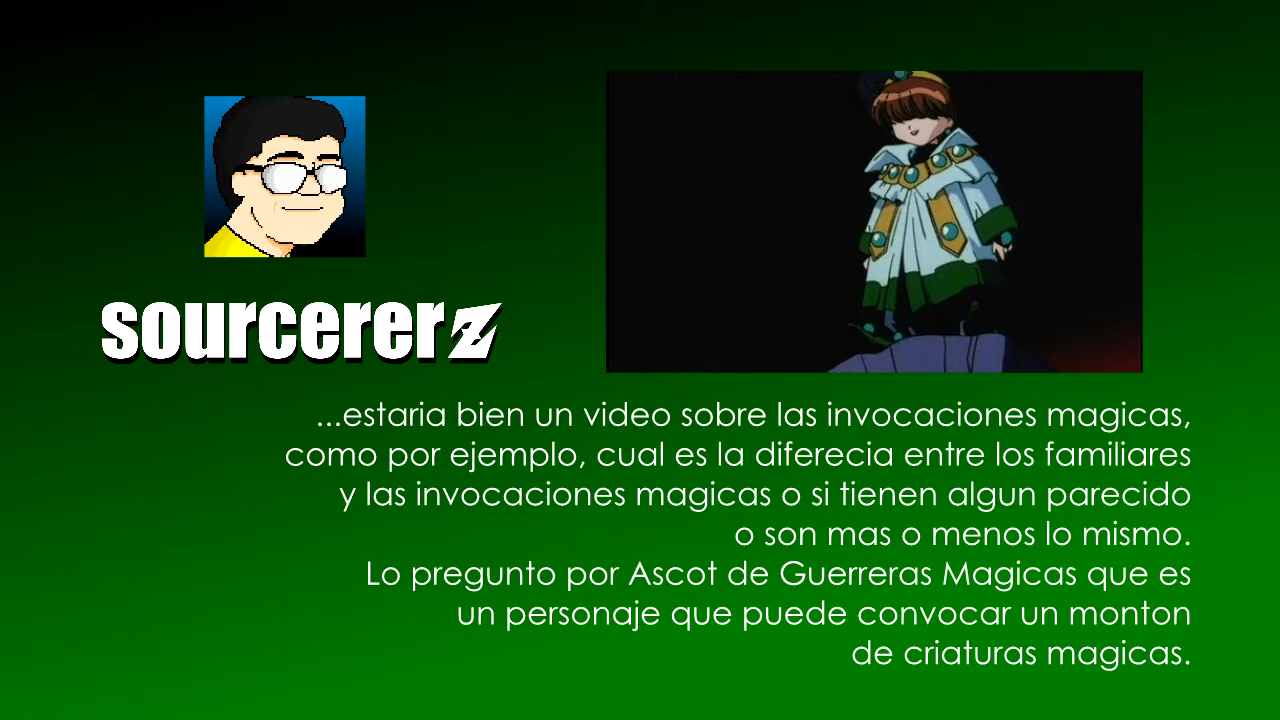 sourcererz
...estaria bien un video sobre las invocaciones magicas,
como por ejemplo, cual es la diferecia entre los familiares
y las invocaciones magicas o si tienen algun parecido
o son mas o menos lo mismo.
Lo pregunto por Ascot de Guerreras Magicas que es
un personaje que puede convocar un monton
de criaturas magicas.